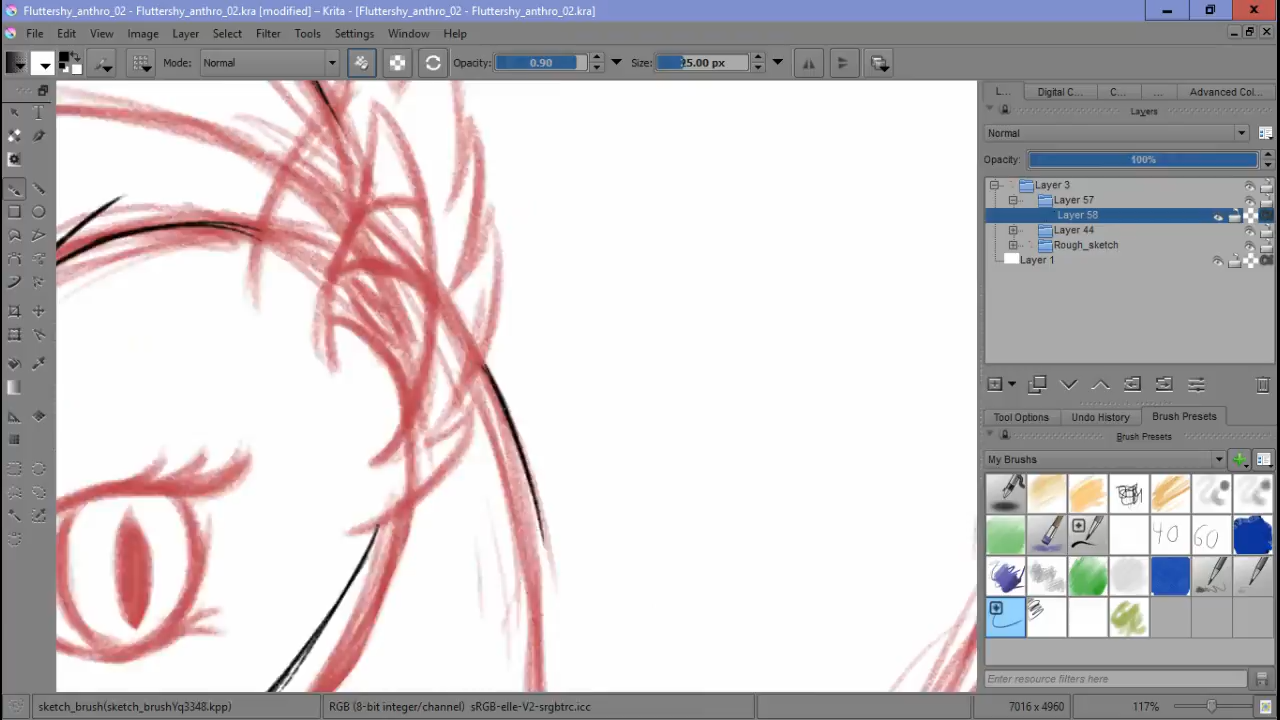 Fluttershy_anthro_02 - Fluttershy_anthro_02.kra [modified] – Krita - [Fluttershy_anthro_02 - Fluttershy_anthro_02.kra]
File Edit View Image Layer Select Filter Tools Settings Window Help
Mode: Normal Opacity: 0.90 Size: 95.00 px
L... Digital C... C... ... Advanced Col...
Layers
Normal
Opacity: 100%
Layer 3
Layer 57
Layer 58
Layer 44
Rough_sketch
Layer 1
Tool Options Undo History Brush Presets
Brush Presets
My Brushes
40 60
Enter resource filters here
sketch_brush(sketch_brushYq3348.kpp) RGB (8-bit integer/channel) sRGB-elle-V2-srgbtrc.icc 7016 x 4960 117%